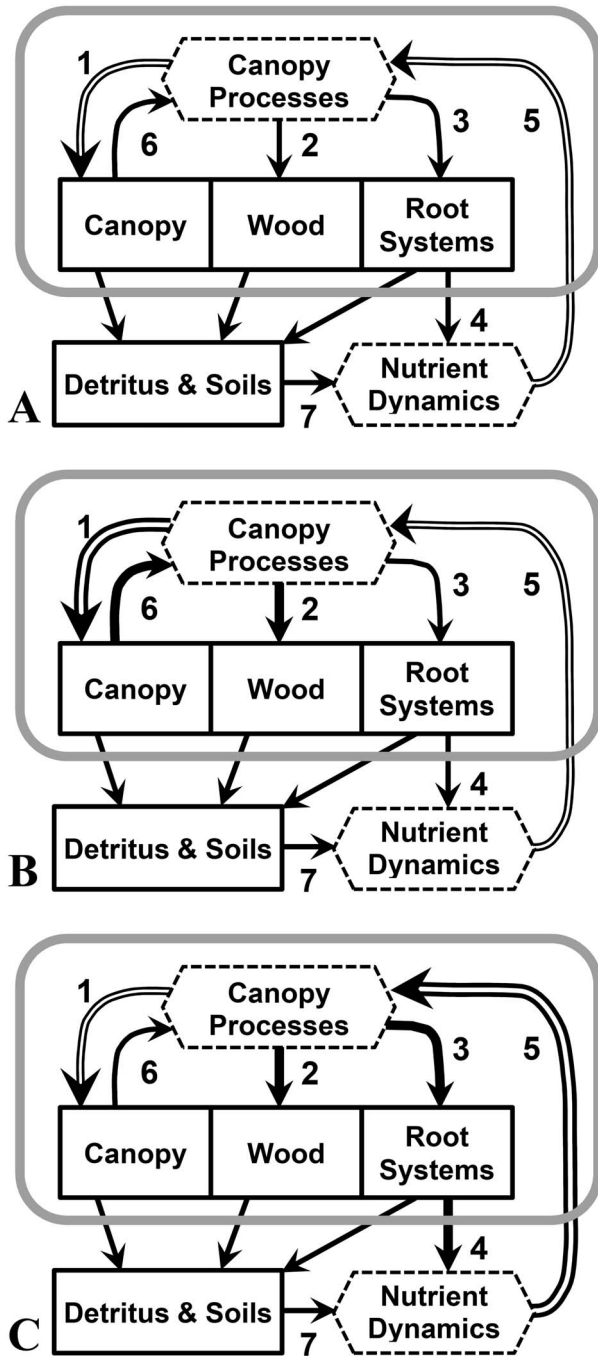 1
Canopy
Processes
6
2
3
5
Canopy
Wood
Root
Systems
4
Detritus & Soils
7
Nutrient
Dynamics
A
1
Canopy
Processes
6
2
3
5
Canopy
Wood
Root
Systems
4
Detritus & Soils
7
Nutrient
Dynamics
B
1
Canopy
Processes
6
2
3
5
Canopy
Wood
Root
Systems
4
Detritus & Soils
7
Nutrient
Dynamics
C